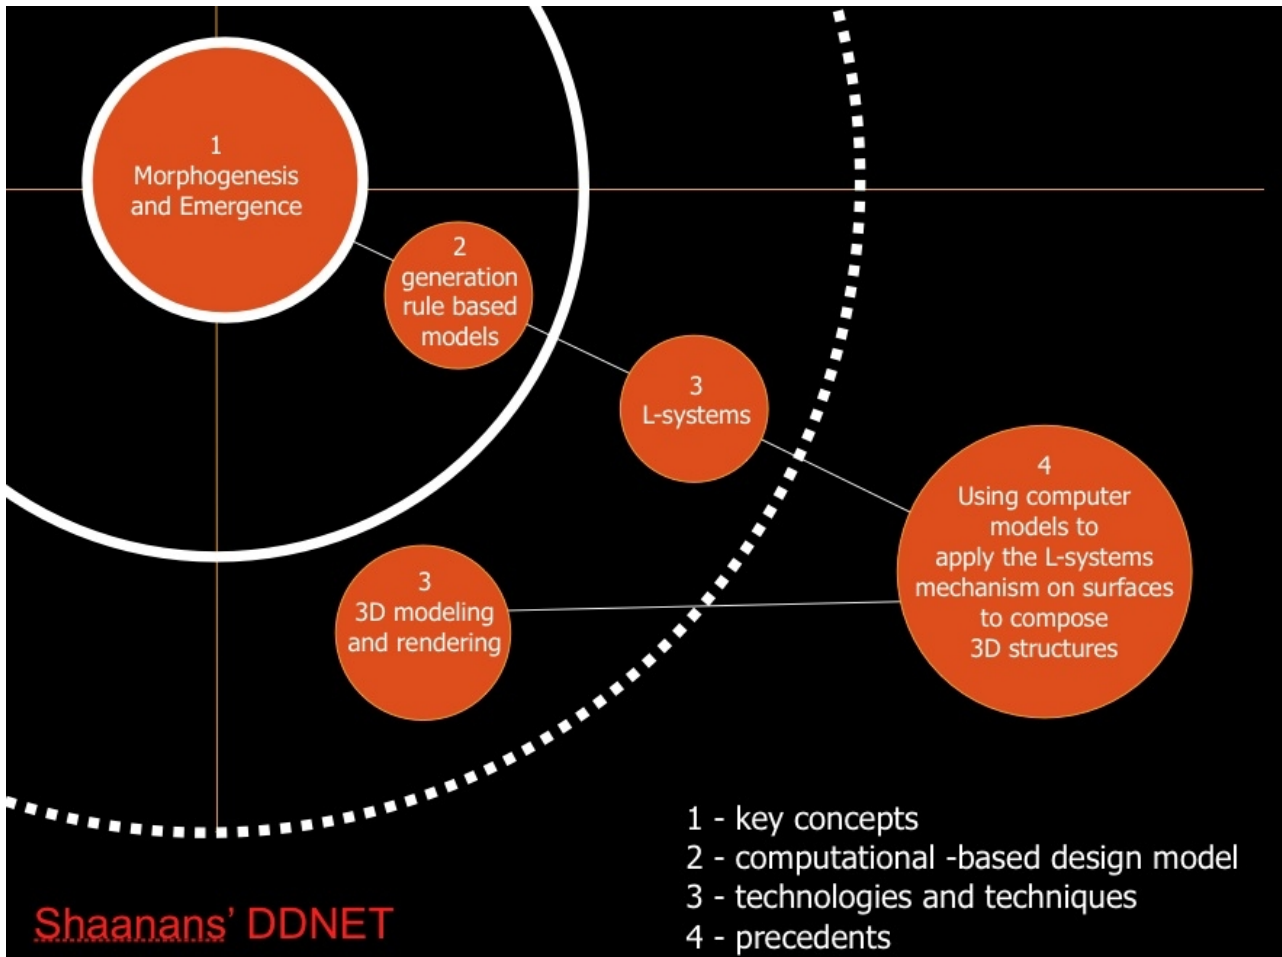 1
Morphogenesis
and Emergence
2
generation
rule based
models
3
L-systems
4
Using computer
models to
apply the L-systems
mechanism on surfaces
to compose
3D structures
3
3D modeling
and rendering
1 - key concepts
2 - computational -based design model
3 - technologies and techniques
4 - precedents
Shaanans’ DDNET